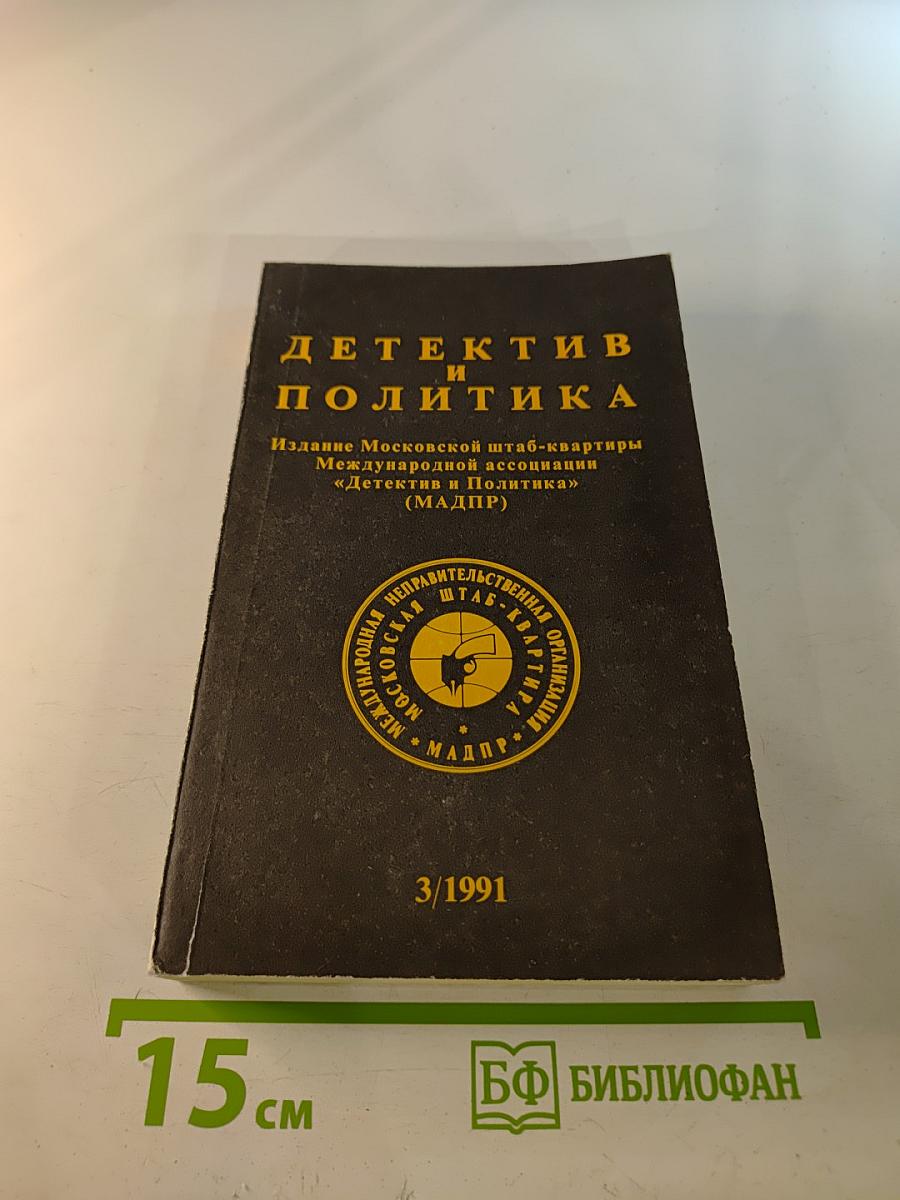 ДЕТЕКТИВ
И
ПОЛИТИКА
Издание Московской штаб-квартиры
Международной ассоциации
«Детектив и Политика»
(МАДПР)
МЕЖДУНАРОДНАЯ НЕПРАВИТЕЛЬСТВЕННАЯ ОРГАНИЗАЦИЯ
МОСКОВСКАЯ ШТАБ-КВАРТИРА
* МАДПР *
3/1991
15 см
БФ БИБЛИОФАН